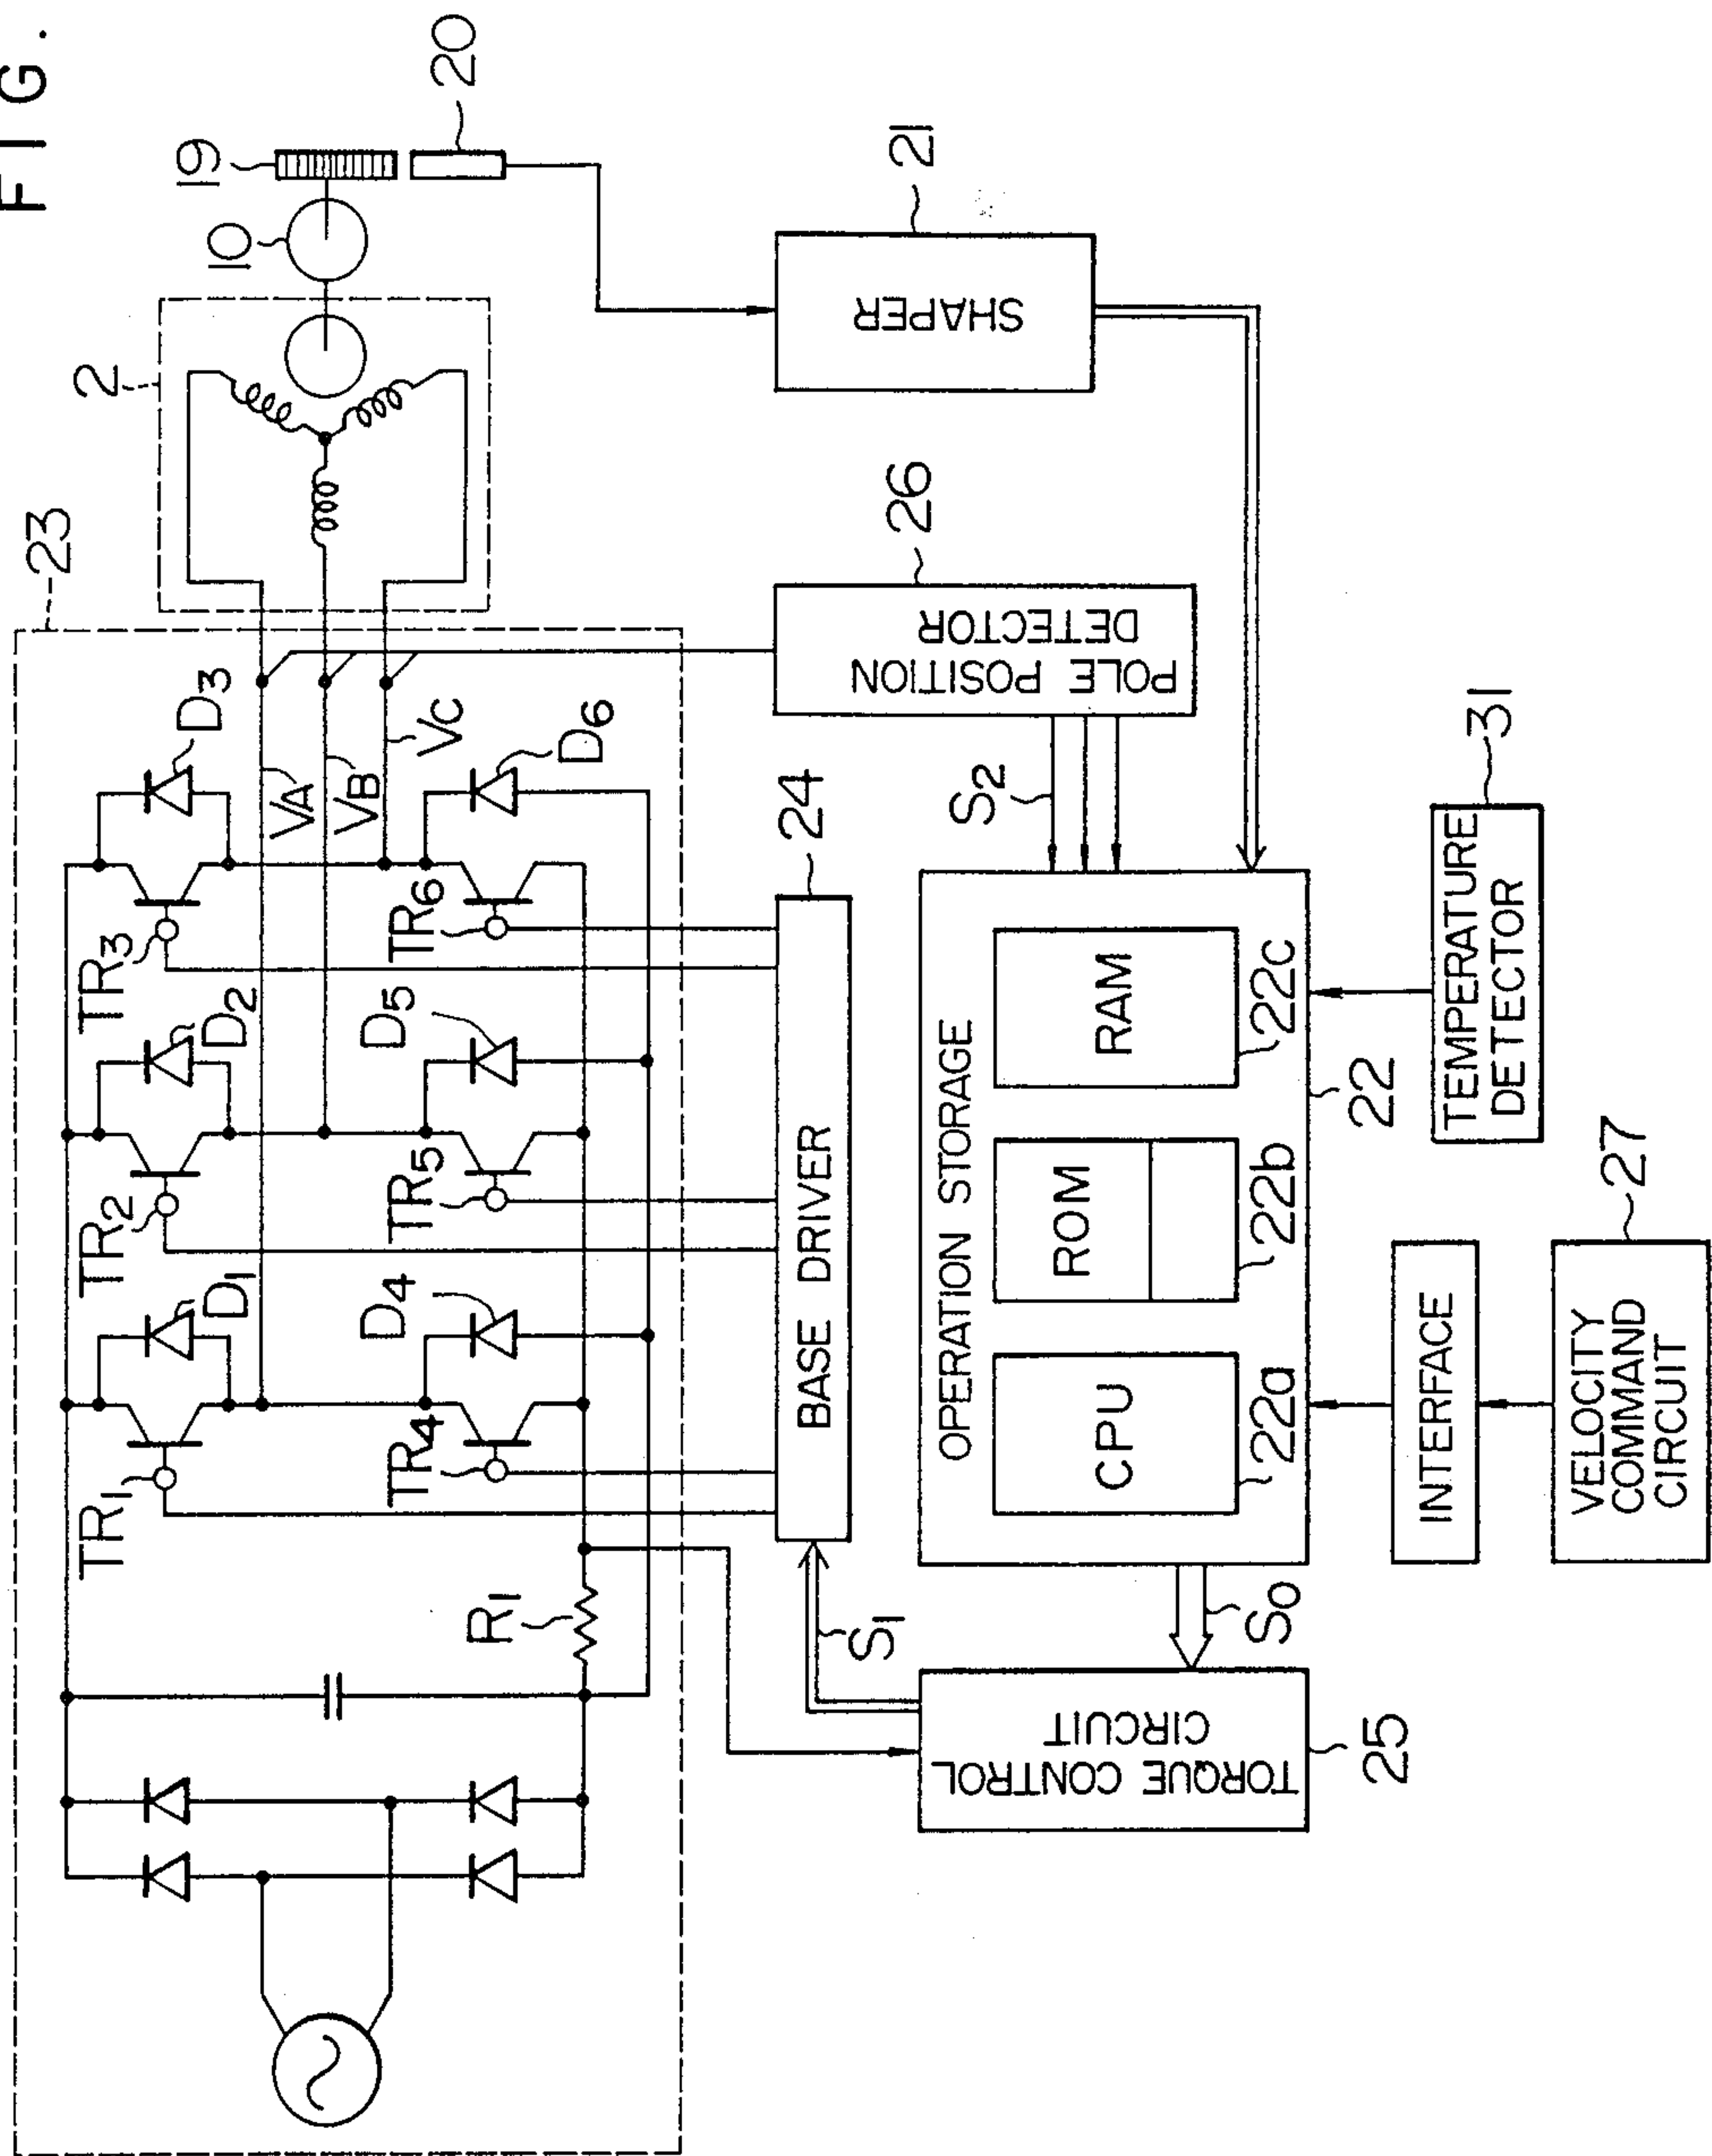 FIG.
23
2
10
19
20
TR1
D1
TR2
D2
TR3
D3
VA
VB
VC
R1
TR4
D4
TR5
D5
TR6
D6
BASE DRIVER
24
S1
TORQUE CONTROL
CIRCUIT
25
S0
OPERATION STORAGE
CPU
22a
ROM
22b
RAM
22c
22
S2
POLE POSITION
DETECTOR
26
SHAPER
21
INTERFACE
VELOCITY
COMMAND
CIRCUIT
27
TEMPERATURE
DETECTOR
31